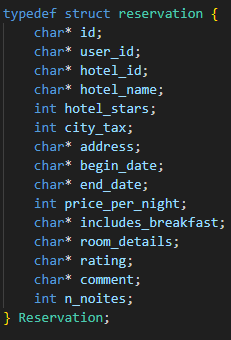 typedef struct reservation {
    char* id;
    char* user_id;
    char* hotel_id;
    char* hotel_name;
    int hotel_stars;
    int city_tax;
    char* address;
    char* begin_date;
    char* end_date;
    int price_per_night;
    char* includes_breakfast;
    char* room_details;
    char* rating;
    char* comment;
    int n_noites;
} Reservation;